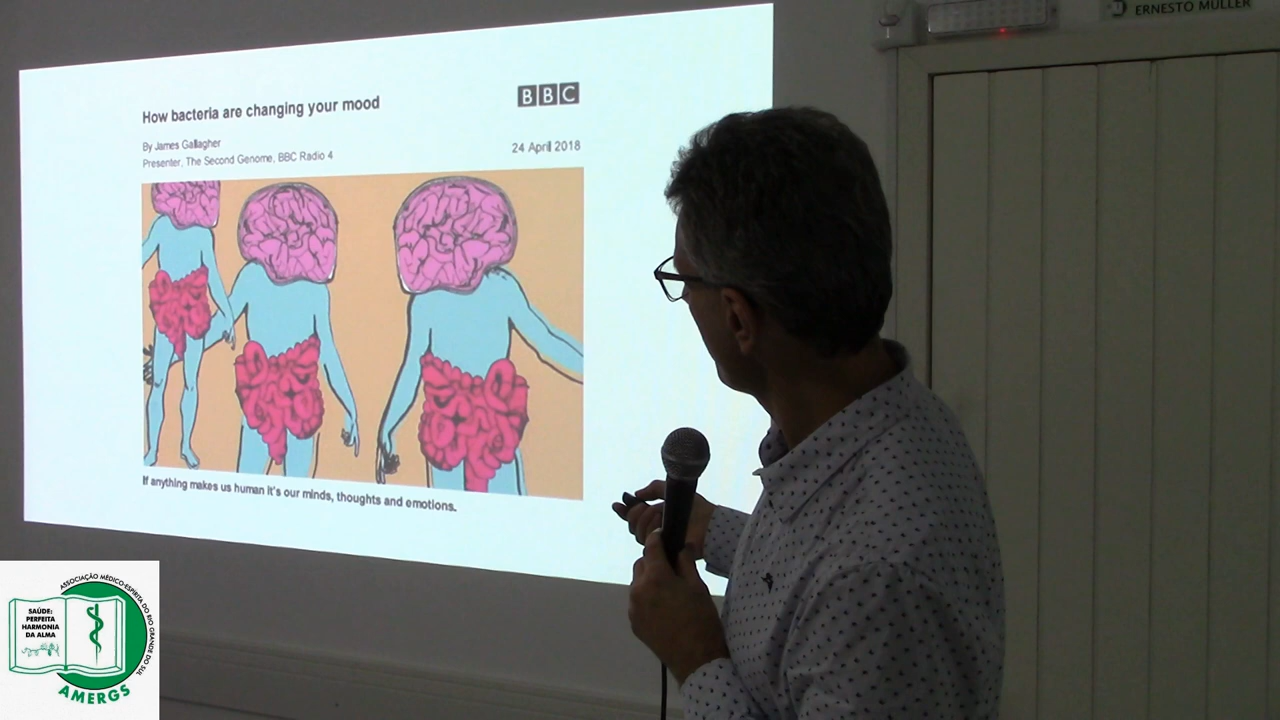 ERNESTO MÜLLER
How bacteria are changing your mood
BBC
By James Gallagher
Presenter, The Second Genome, BBC Radio 4
24 April 2018
If anything makes us human it's our minds, thoughts and emotions.
ASSOCIAÇÃO MÉDICO-ESPÍRITA DO RIO GRANDE DO SUL
SAÚDE:
PERFEITA
HARMONIA
DA ALMA
AMERGS